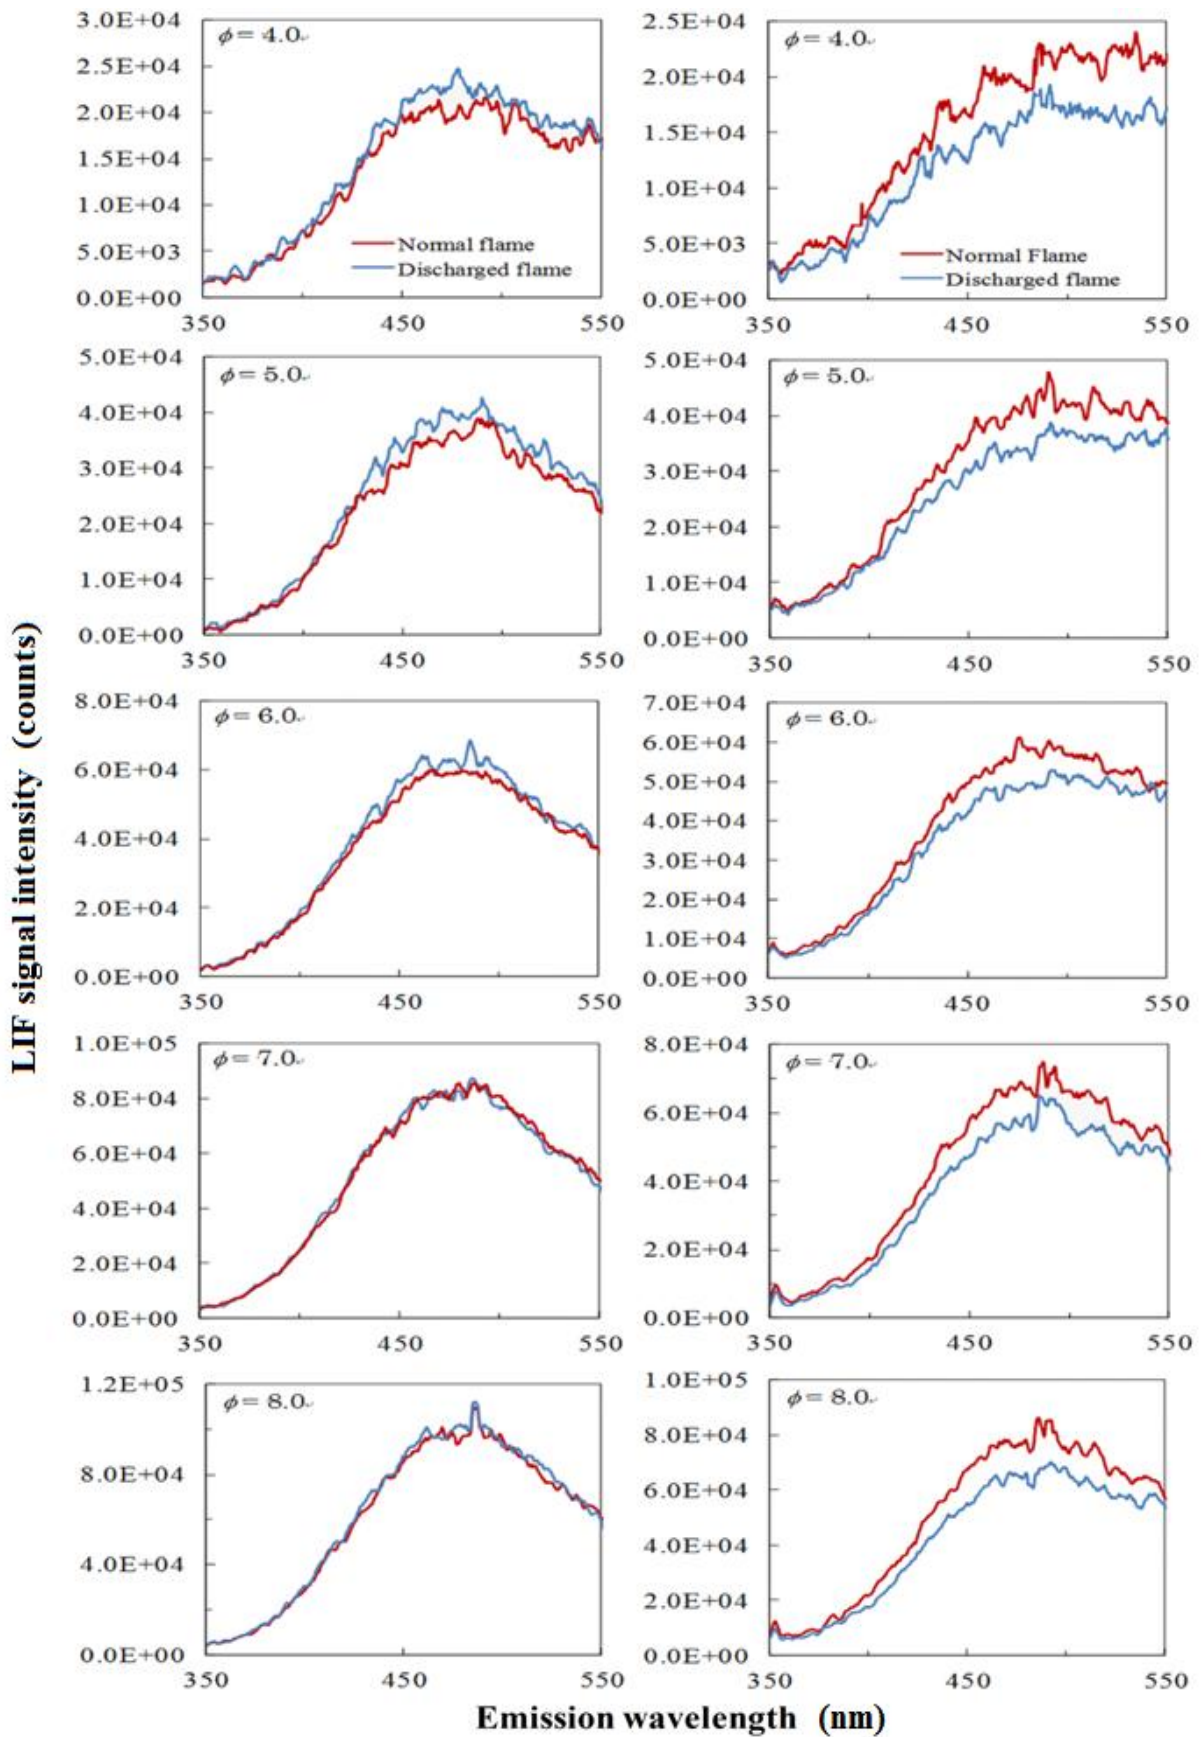 LIF signal intensity (counts)
3.0E+04
2.5E+04
2.0E+04
1.5E+04
1.0E+04
5.0E+03
0.0E+00
ϕ= 4.0
Normal flame
Discharged flame
350
450
550
2.5E+04
2.0E+04
1.5E+04
1.0E+04
5.0E+03
0.0E+00
ϕ= 4.0
Normal Flame
Discharged flame
350
450
550
5.0E+04
4.0E+04
3.0E+04
2.0E+04
1.0E+04
0.0E+00
ϕ= 5.0
350
450
550
5.0E+04
4.0E+04
3.0E+04
2.0E+04
1.0E+04
0.0E+00
ϕ= 5.0
350
450
550
8.0E+04
6.0E+04
4.0E+04
2.0E+04
0.0E+00
ϕ= 6.0
350
450
550
7.0E+04
6.0E+04
5.0E+04
4.0E+04
3.0E+04
2.0E+04
1.0E+04
0.0E+00
ϕ= 6.0
350
450
550
1.0E+05
8.0E+04
6.0E+04
4.0E+04
2.0E+04
0.0E+00
ϕ= 7.0
350
450
550
8.0E+04
6.0E+04
4.0E+04
2.0E+04
0.0E+00
ϕ= 7.0
350
450
550
1.2E+05
8.0E+04
4.0E+04
0.0E+00
ϕ= 8.0
350
450
550
1.0E+05
8.0E+04
6.0E+04
4.0E+04
2.0E+04
0.0E+00
ϕ= 8.0
350
450
550
Emission wavelength (nm)